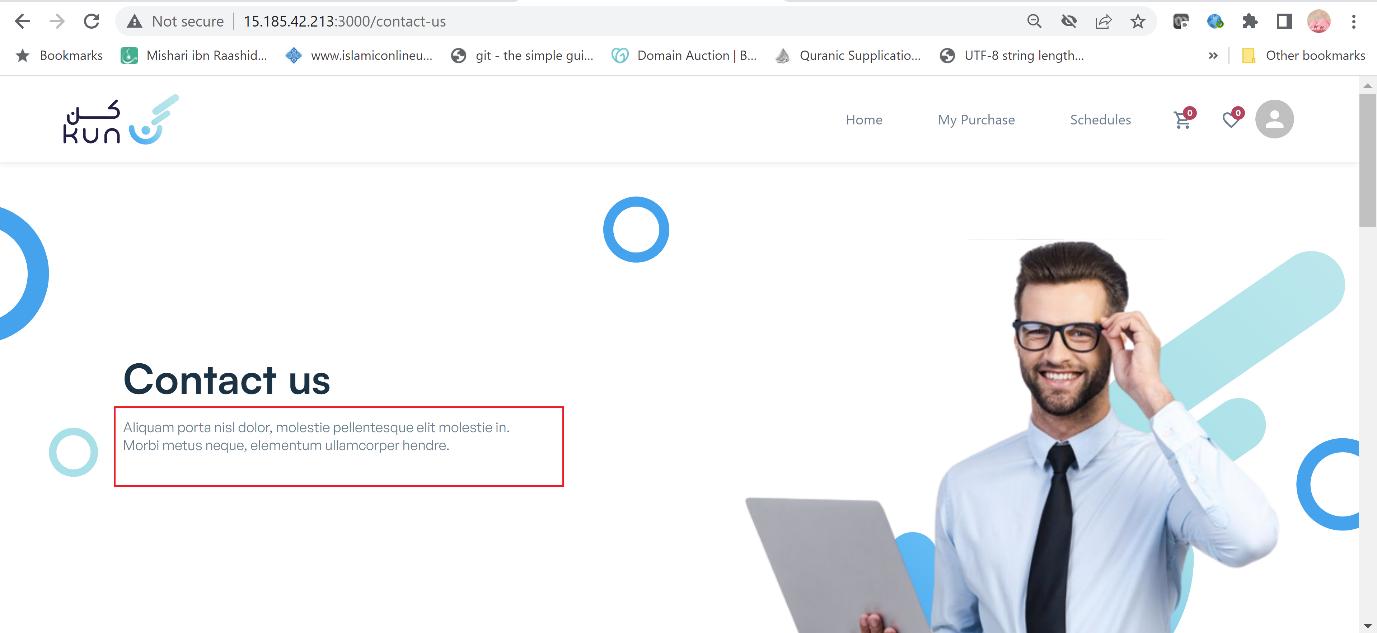 Not secure
15.185.42.213:3000/contact-us
Bookmarks
Mishari ibn Raashid...
www.islamiconlineu...
git - the simple gui...
Domain Auction | B...
Quranic Supplicatio...
UTF-8 string length...
»
Other bookmarks
كن
kun
Home
My Purchase
Schedules
0
0
Contact us
Aliquam porta nisl dolor, molestie pellentesque elit molestie in.
Morbi metus neque, elementum ullamcorper hendre.